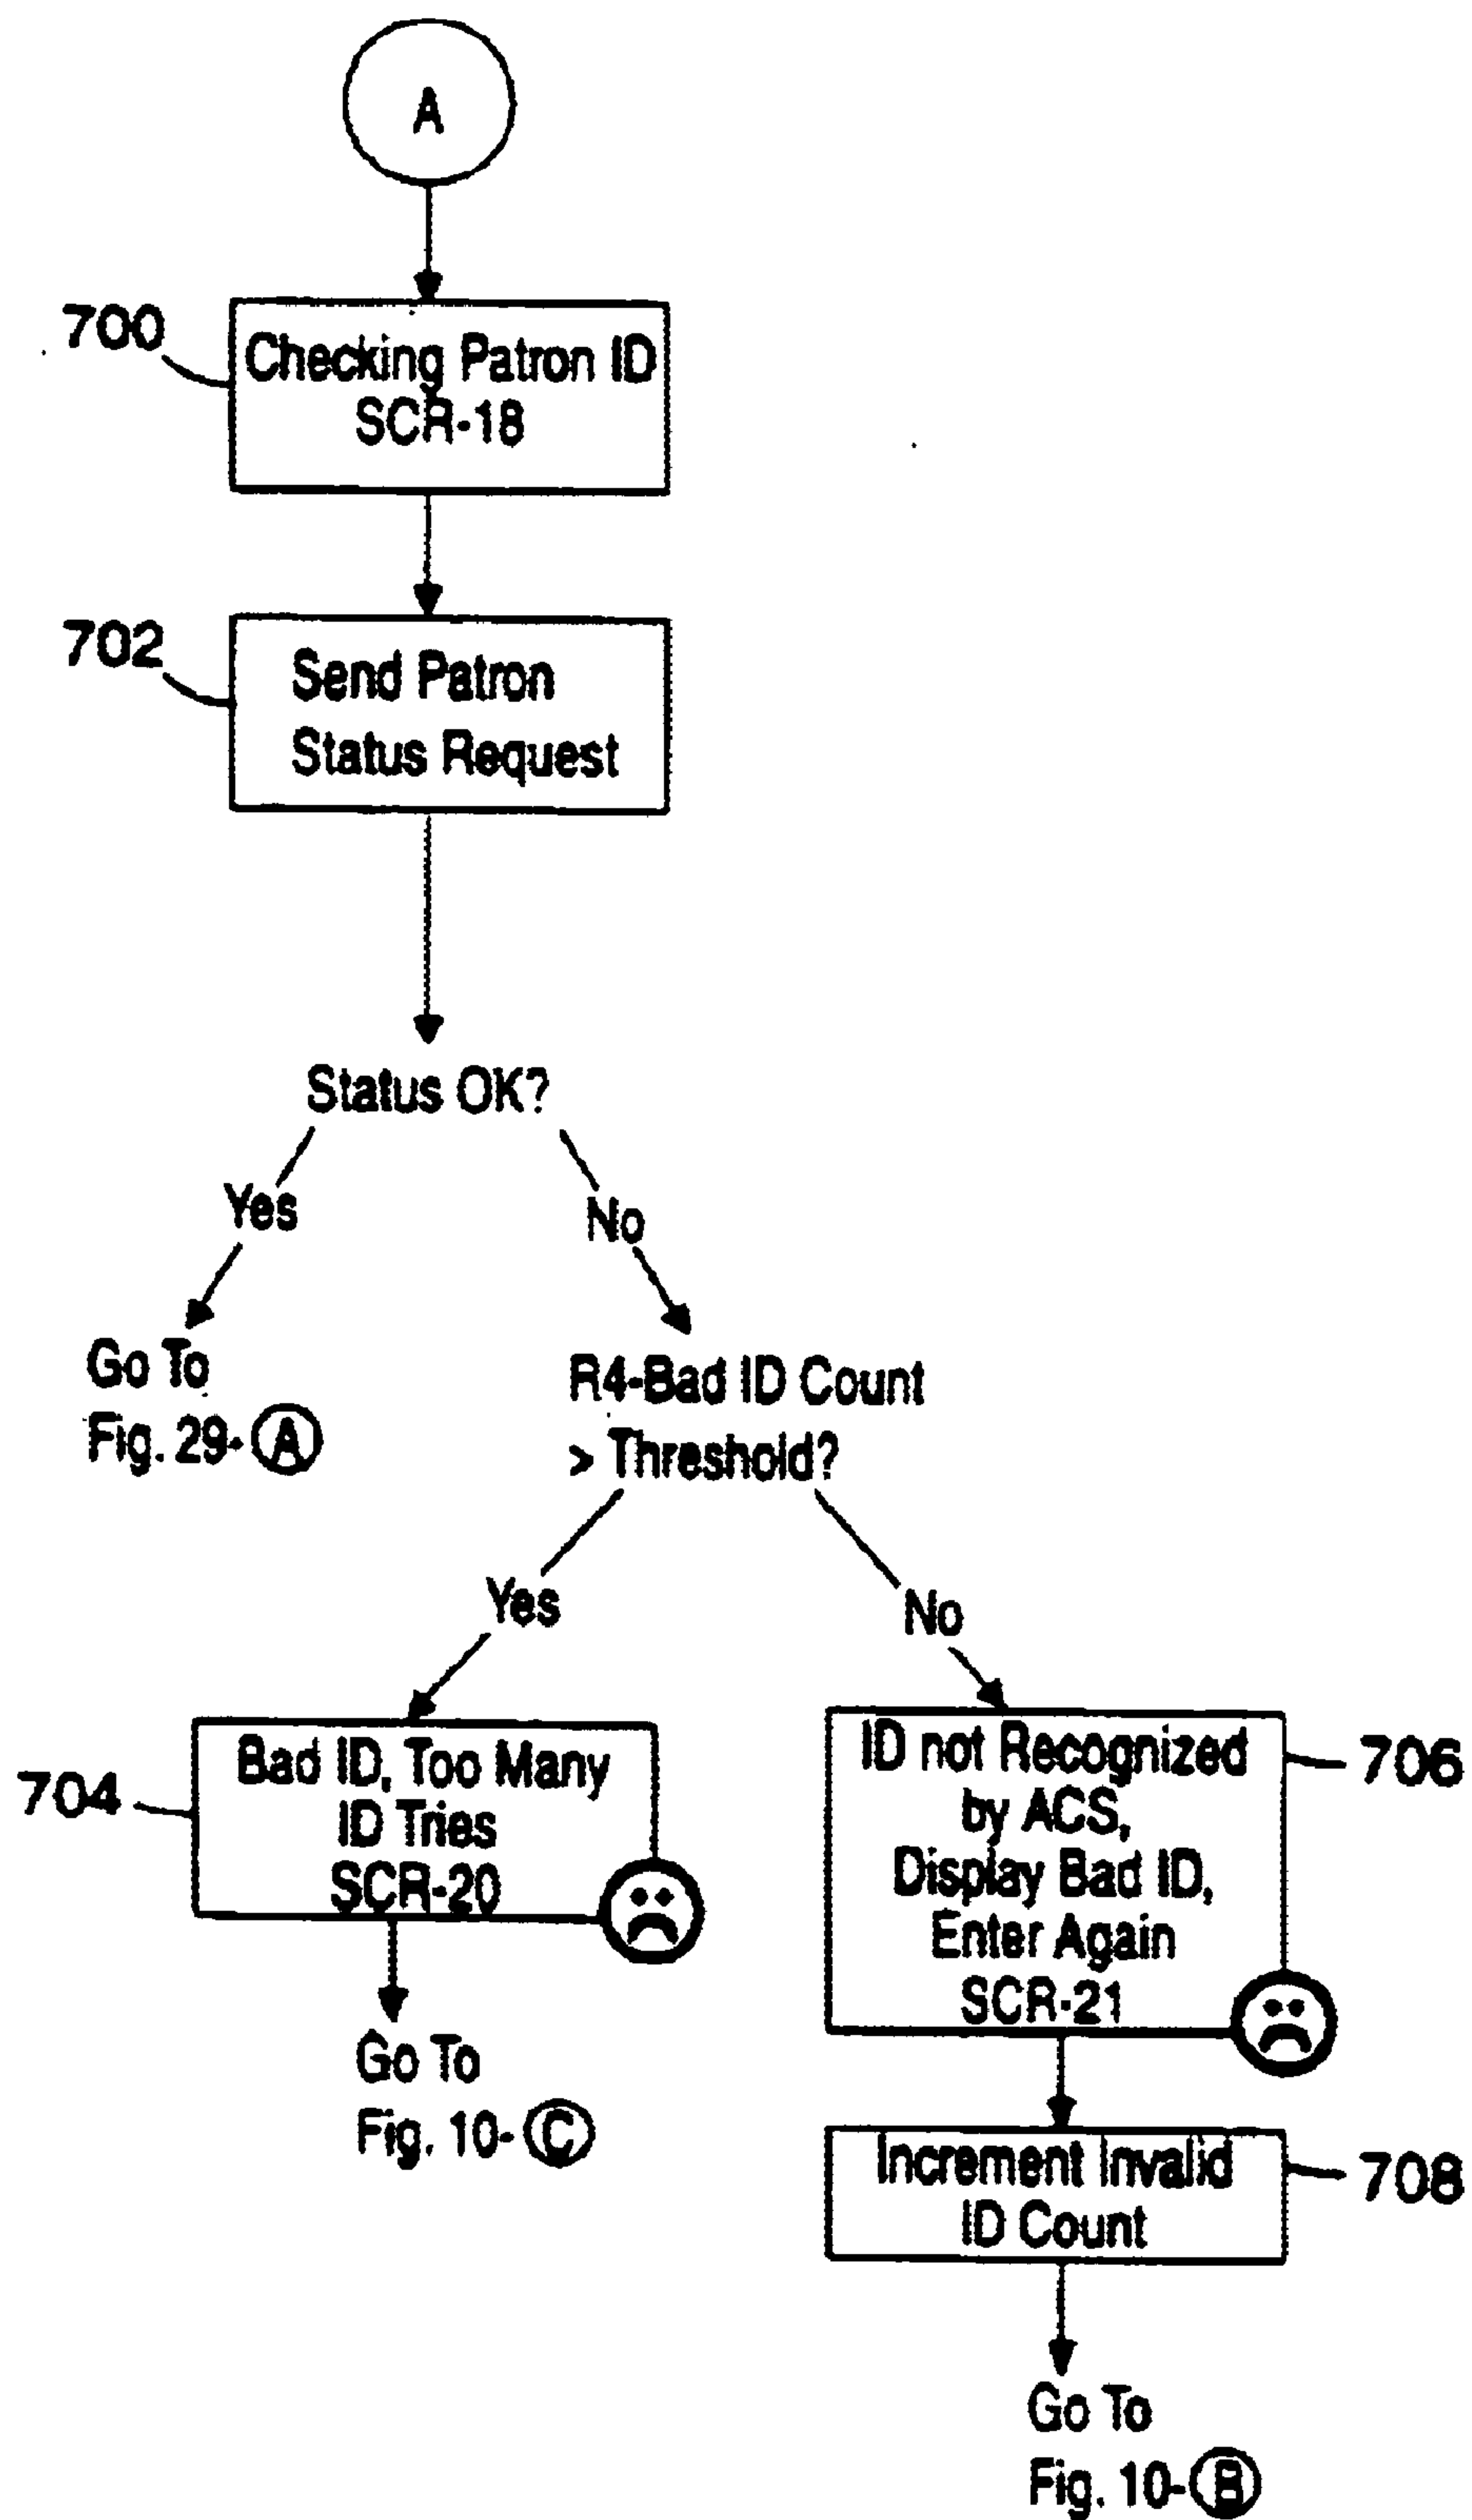 A
700
Checking Patron ID
SCR-18
702
Send Patron
Status Request
Status OK?
Yes
No
Go To
Fig. 29-A
R4-Bad ID Count
> Threshold?
Yes
No
704
Bad ID, Too Many
ID Tries
SCR-20
Go To
Fig. 10-C
706
ID not Recognized
by ACS,
Display Bad ID,
Enter Again
SCR-21
708
Increment Invalid
ID Count
Go To
Fig. 10-B